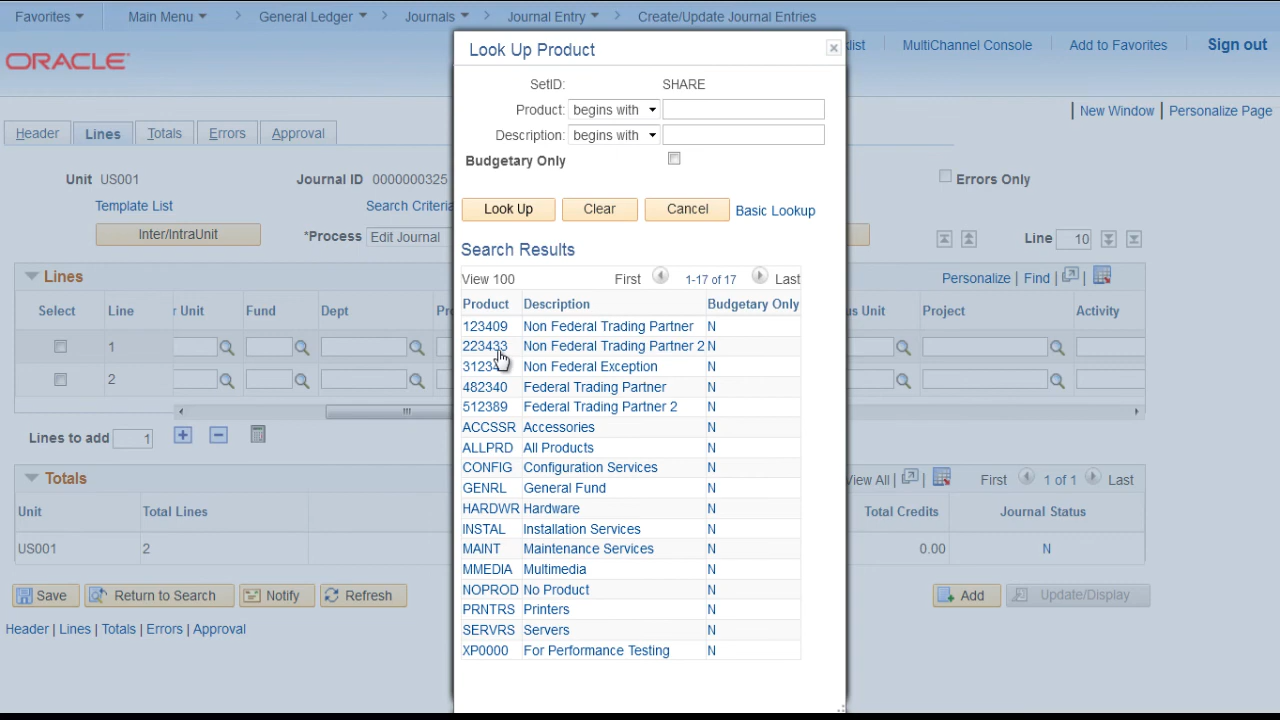 Favorites
Main Menu
General Ledger
Journals
Journal Entry
Create/Update Journal Entries
ORACLE
MultiChannel Console
Add to Favorites
Sign out
New Window
Personalize Page
Header
Lines
Totals
Errors
Approval
Unit US001
Journal ID 0000000325
Errors Only
Template List
Inter/IntraUnit
*Process Edit Journal
Line 10
Lines
Personalize | Find
Select
Line
Unit
Fund
Dept
Unit
Project
Activity
1
2
Lines to add 1
Totals
View All
First 1 of 1 Last
Unit
Total Lines
Total Credits
Journal Status
US001
2
0.00
N
Save
Return to Search
Notify
Refresh
Add
Update/Display
Header | Lines | Totals | Errors | Approval
Look Up Product
SetID: SHARE
Product: begins with
Description: begins with
Budgetary Only
Look Up
Clear
Cancel
Basic Lookup
Search Results
View 100 First 1-17 of 17 Last
Product Description Budgetary Only
123409 Non Federal Trading Partner N
223433 Non Federal Trading Partner 2 N
Non Federal Exception N
482340 Federal Trading Partner N
512389 Federal Trading Partner 2 N
ACCSSR Accessories N
ALLPRD All Products N
CONFIG Configuration Services N
GENRL General Fund N
HARDWR Hardware N
INSTAL Installation Services N
MAINT Maintenance Services N
MMEDIA Multimedia N
NOPROD No Product N
PRNTRS Printers N
SERVRS Servers N
XP0000 For Performance Testing N